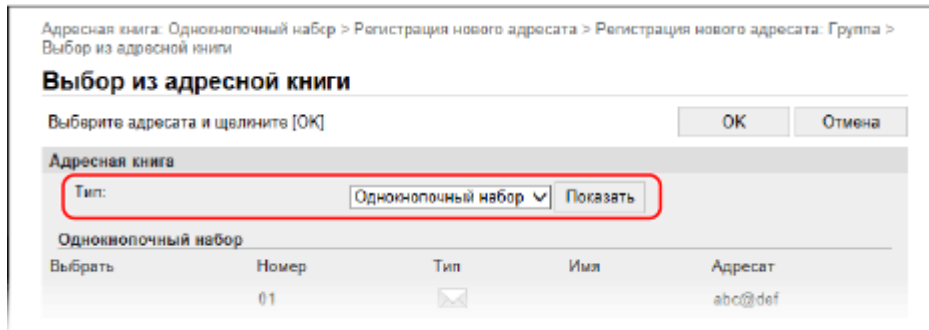 Адресная книга: Однокнопочный набор > Регистрация нового адресата > Регистрация нового адресата: Группа >
Выбор из адресной книги
Выбор из адресной книги
Выберите адресата и щелкните [OK]
OK
Отмена
Адресная книга
Тип:
Однокнопочный набор
Показать
Однокнопочный набор
Выбрать Номер Тип Имя Адресат
01 abc@def